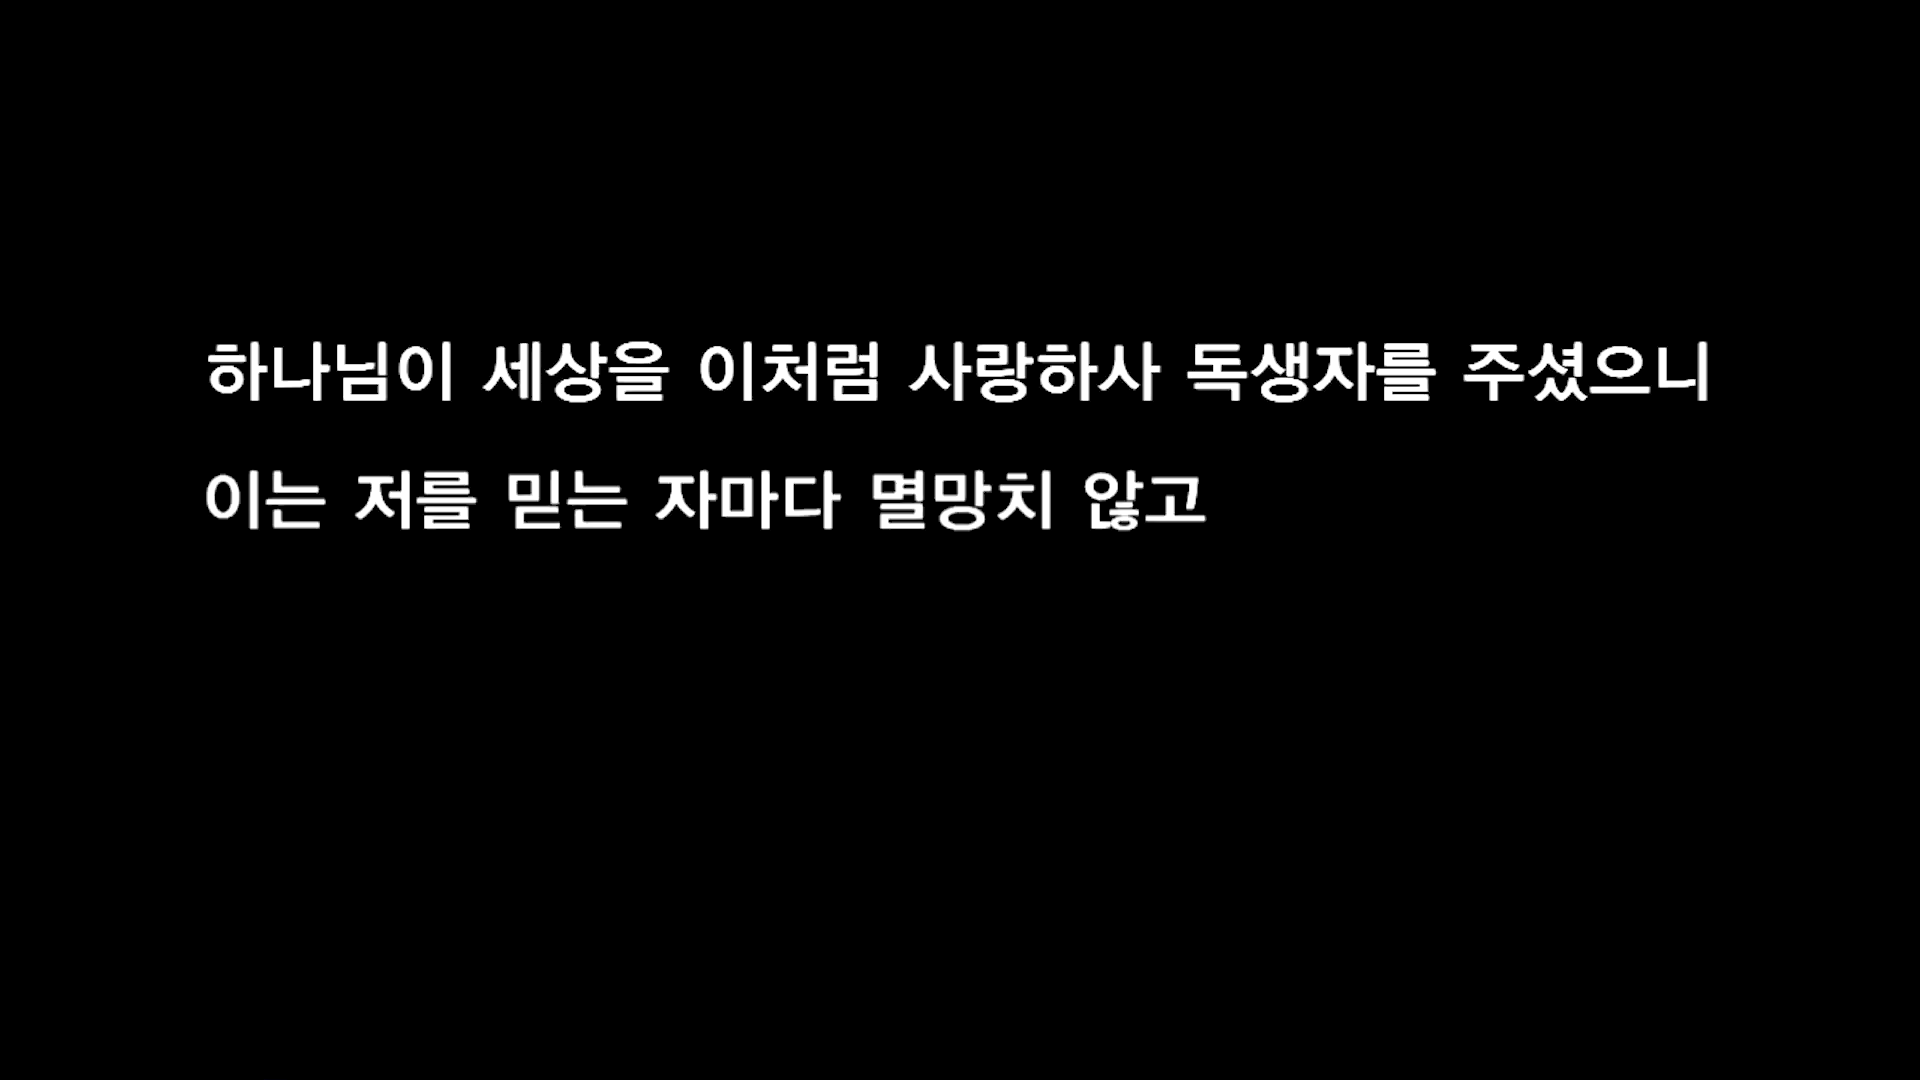 하나님이 세상을 이처럼 사랑하사 독생자를 주셨으니
이는 저를 믿는 자마다 멸망치 않고